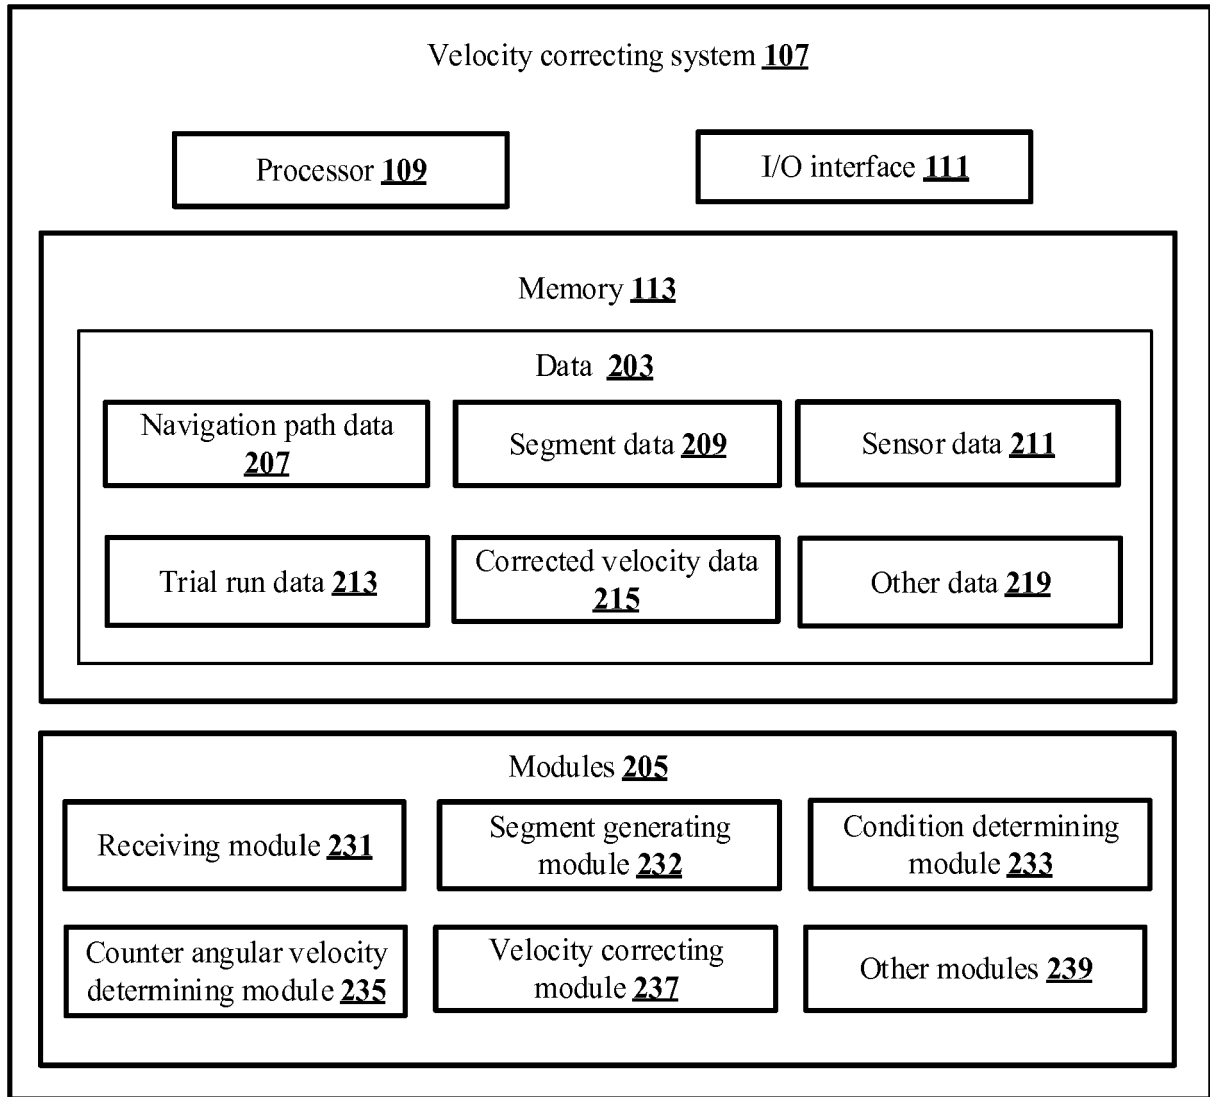 Velocity correcting system 107
Processor 109
I/O interface 111
Memory 113
Data 203
Navigation path data
207
Segment data 209
Sensor data 211
Trial run data 213
Corrected velocity data
215
Other data 219
Modules 205
Receiving module 231
Segment generating
module 232
Condition determining
module 233
Counter angular velocity
determining module 235
Velocity correcting
module 237
Other modules 239